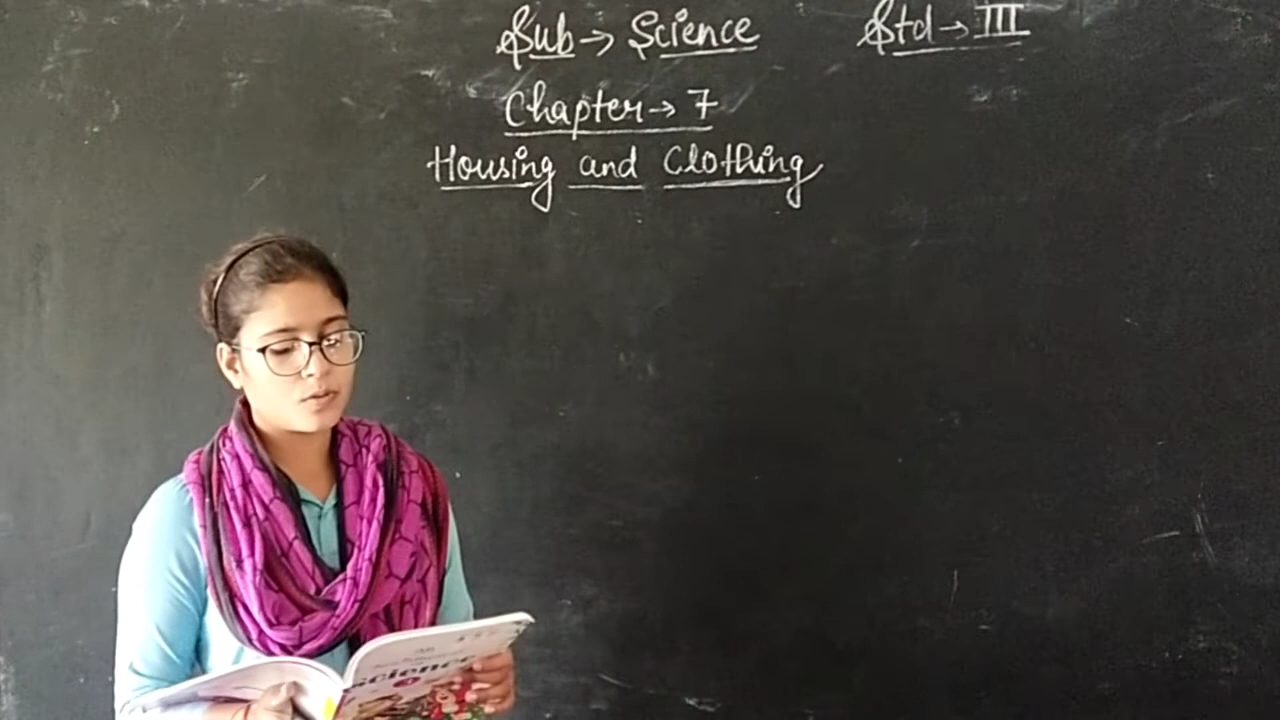 Sub → Science Std → III
Chapter → 7
Housing and Clothing
science